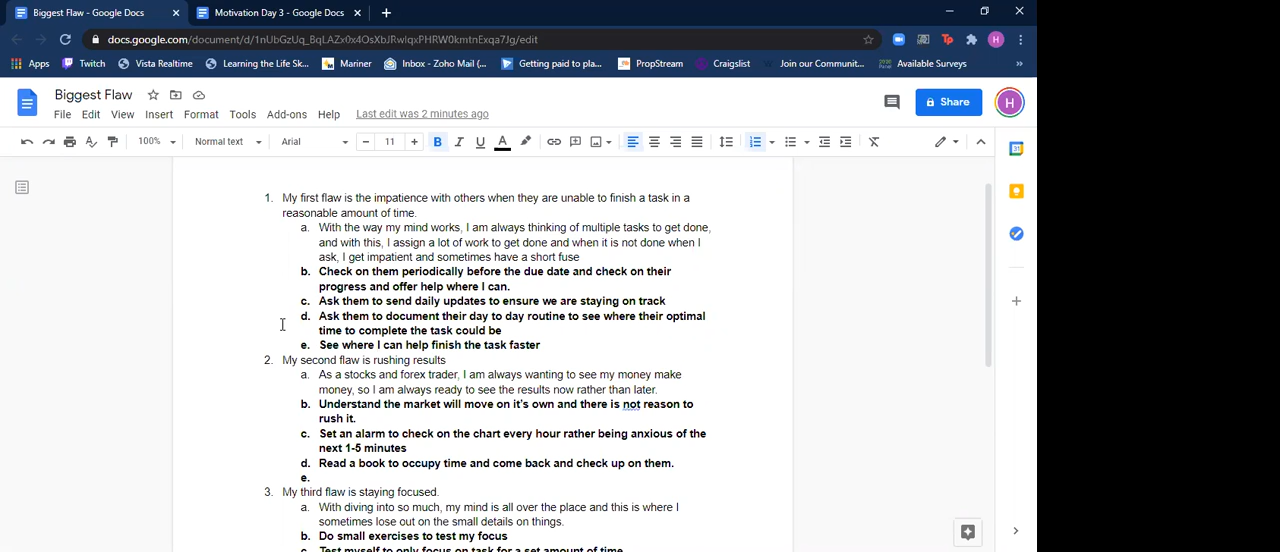 Biggest Flaw - Google Docs
Motivation Day 3 - Google Docs
docs.google.com/document/d/1nUbGzUq_BqLAZx0x4OsXbJRwIqxPHRW0kmtnExqa7Jg/edit
Apps
Twitch
Vista Realtime
Learning the Life Sk...
Mariner
Inbox - Zoho Mail (...
Getting paid to pla...
PropStream
Craigslist
Join our Communit...
Available Surveys
»
Biggest Flaw
File Edit View Insert Format Tools Add-ons Help Last edit was 2 minutes ago
Share
H
100% Normal text Arial 11 B I U A
1. My first flaw is the impatience with others when they are unable to finish a task in a
reasonable amount of time.
a. With the way my mind works, I am always thinking of multiple tasks to get done,
and with this, I assign a lot of work to get done and when it is not done when I
ask, I get impatient and sometimes have a short fuse
b. Check on them periodically before the due date and check on their
progress and offer help where I can.
c. Ask them to send daily updates to ensure we are staying on track
d. Ask them to document their day to day routine to see where their optimal
time to complete the task could be
e. See where I can help finish the task faster
2. My second flaw is rushing results
a. As a stocks and forex trader, I am always wanting to see my money make
money, so I am always ready to see the results now rather than later.
b. Understand the market will move on it's own and there is not reason to
rush it.
c. Set an alarm to check on the chart every hour rather being anxious of the
next 1-5 minutes
d. Read a book to occupy time and come back and check up on them.
e.
3. My third flaw is staying focused.
a. With diving into so much, my mind is all over the place and this is where I
sometimes lose out on the small details on things.
b. Do small exercises to test my focus
c. Test myself to only focus on task for a set amount of time